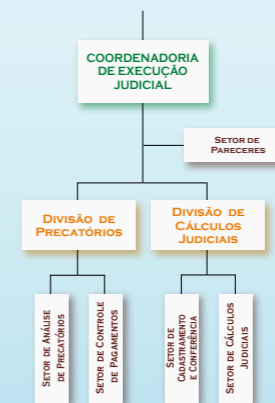 COORDENADORIA
DE EXECUÇÃO
JUDICIAL
SETOR DE
PARECERES
DIVISÃO DE
PRECATÓRIOS
DIVISÃO DE
CÁLCULOS
JUDICIAIS
SETOR DE ANÁLISE
DE PRECATÓRIOS
SETOR DE CONTROLE
DE PAGAMENTOS
SETOR DE
CADASTRAMENTO
E CONFERÊNCIA
SETOR DE CÁLCULOS
JUDICIAIS